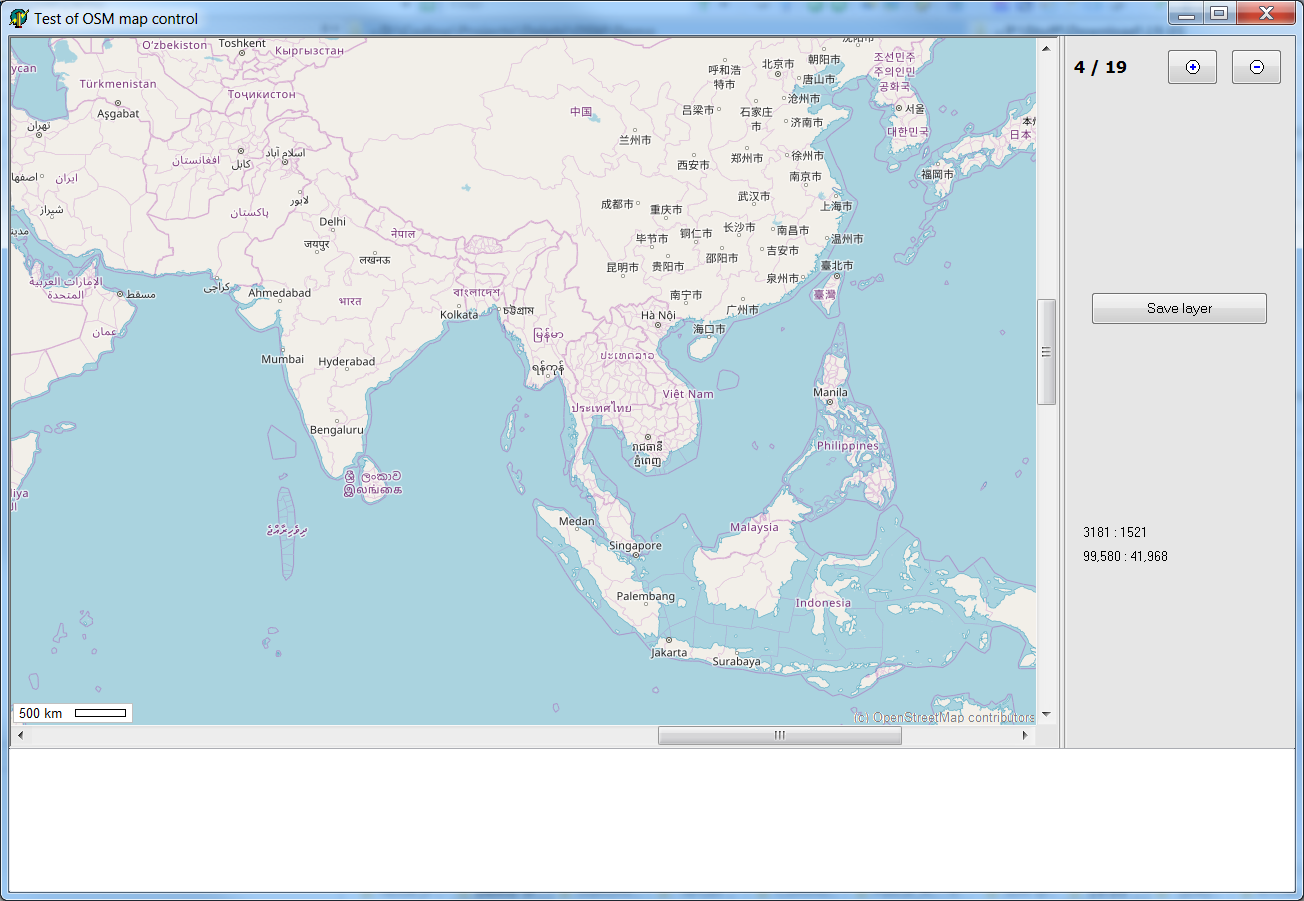 Test of OSM map control
Oʻzbekiston
Toshkent
Кыргызстан
ycan
Türkmenistan
Тоҷикистон
Aşgabat
تهران
افغانستان
کابل
اسلام آباد
اصفها
ایران
لاہور
شیراز
پاکستان
Delhi
नेपाल
जयपुर
लखनऊ
الإمارات العربية
المتحدة
مسقط
کراچی
Ahmedabad
भारत
বাংলাদেশ
Kolkata
চট্টগ্রাম
عمان
Mumbai
Hyderabad
မြန်မာ
ရန်ကုန်
Bengaluru
ශ්‍රී ලංකාව
இலங்கை
ދިވެހިރާއްޖެ
liya
中国
呼和浩
特市
北京市
朝阳市
唐山市
沧州市
吕梁市
石家庄
市
济南市
兰州市
西安市
郑州市
徐州市
南京市
成都市
重庆市
武汉市
上海市
毕节市
铜仁市
长沙市
南昌市
温州市
昆明市
贵阳市
邵阳市
吉安市
泉州市
臺北市
南宁市
广州市
臺灣
海口市
조선민주
주의인민
공화국
서울
대한민국
日本
福岡市
Hà Nội
ປະເທດລາວ
Việt Nam
ประเทศไทย
រាជធានី
ភ្នំពេញ
Manila
Philippines
Medan
Malaysia
Singapore
Palembang
Indonesia
Jakarta
Surabaya
500 km
(c) OpenStreetMap contributors
4 / 19
Save layer
3181 : 1521
99,580 : 41,968